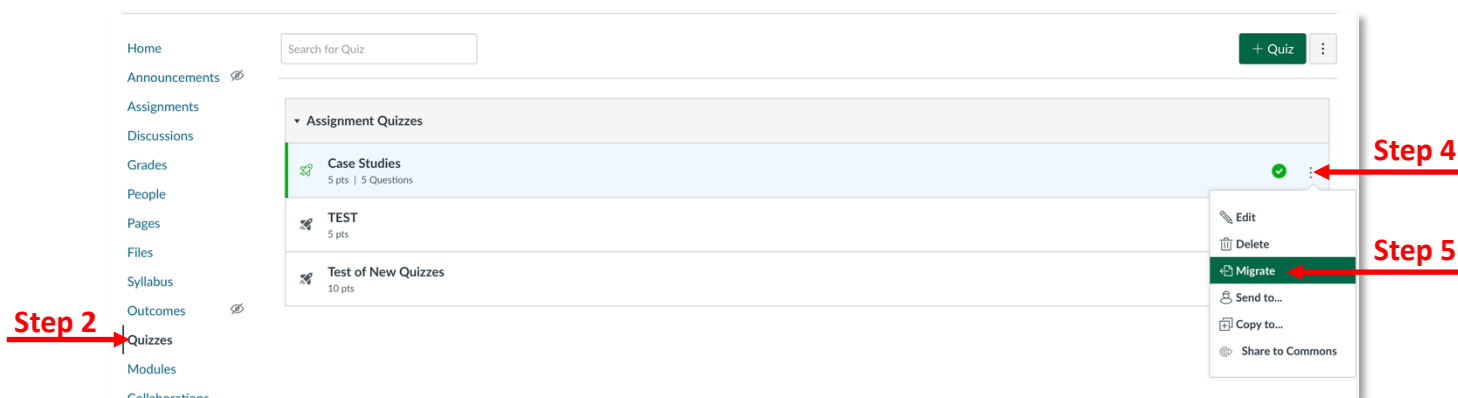 Home
Announcements
Assignments
Discussions
Grades
People
Pages
Files
Syllabus
Outcomes
Step 2
Quizzes
Modules
Collaborations
Search for Quiz
+ Quiz
Assignment Quizzes
Case Studies
5 pts | 5 Questions
TEST
5 pts
Test of New Quizzes
10 pts
Step 4
Edit
Delete
Step 5
Migrate
Send to...
Copy to...
Share to Commons